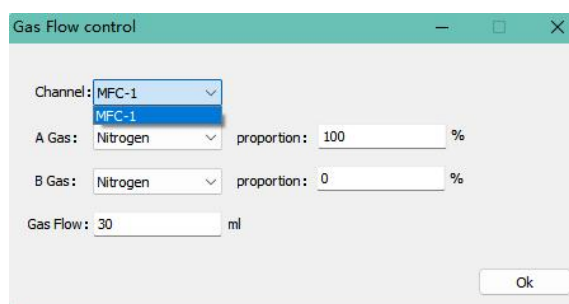 Gas Flow control
Channel: MFC-1
MFC-1
A Gas: Nitrogen proportion: 100 %
B Gas: Nitrogen proportion: 0 %
Gas Flow: 30 ml
Ok